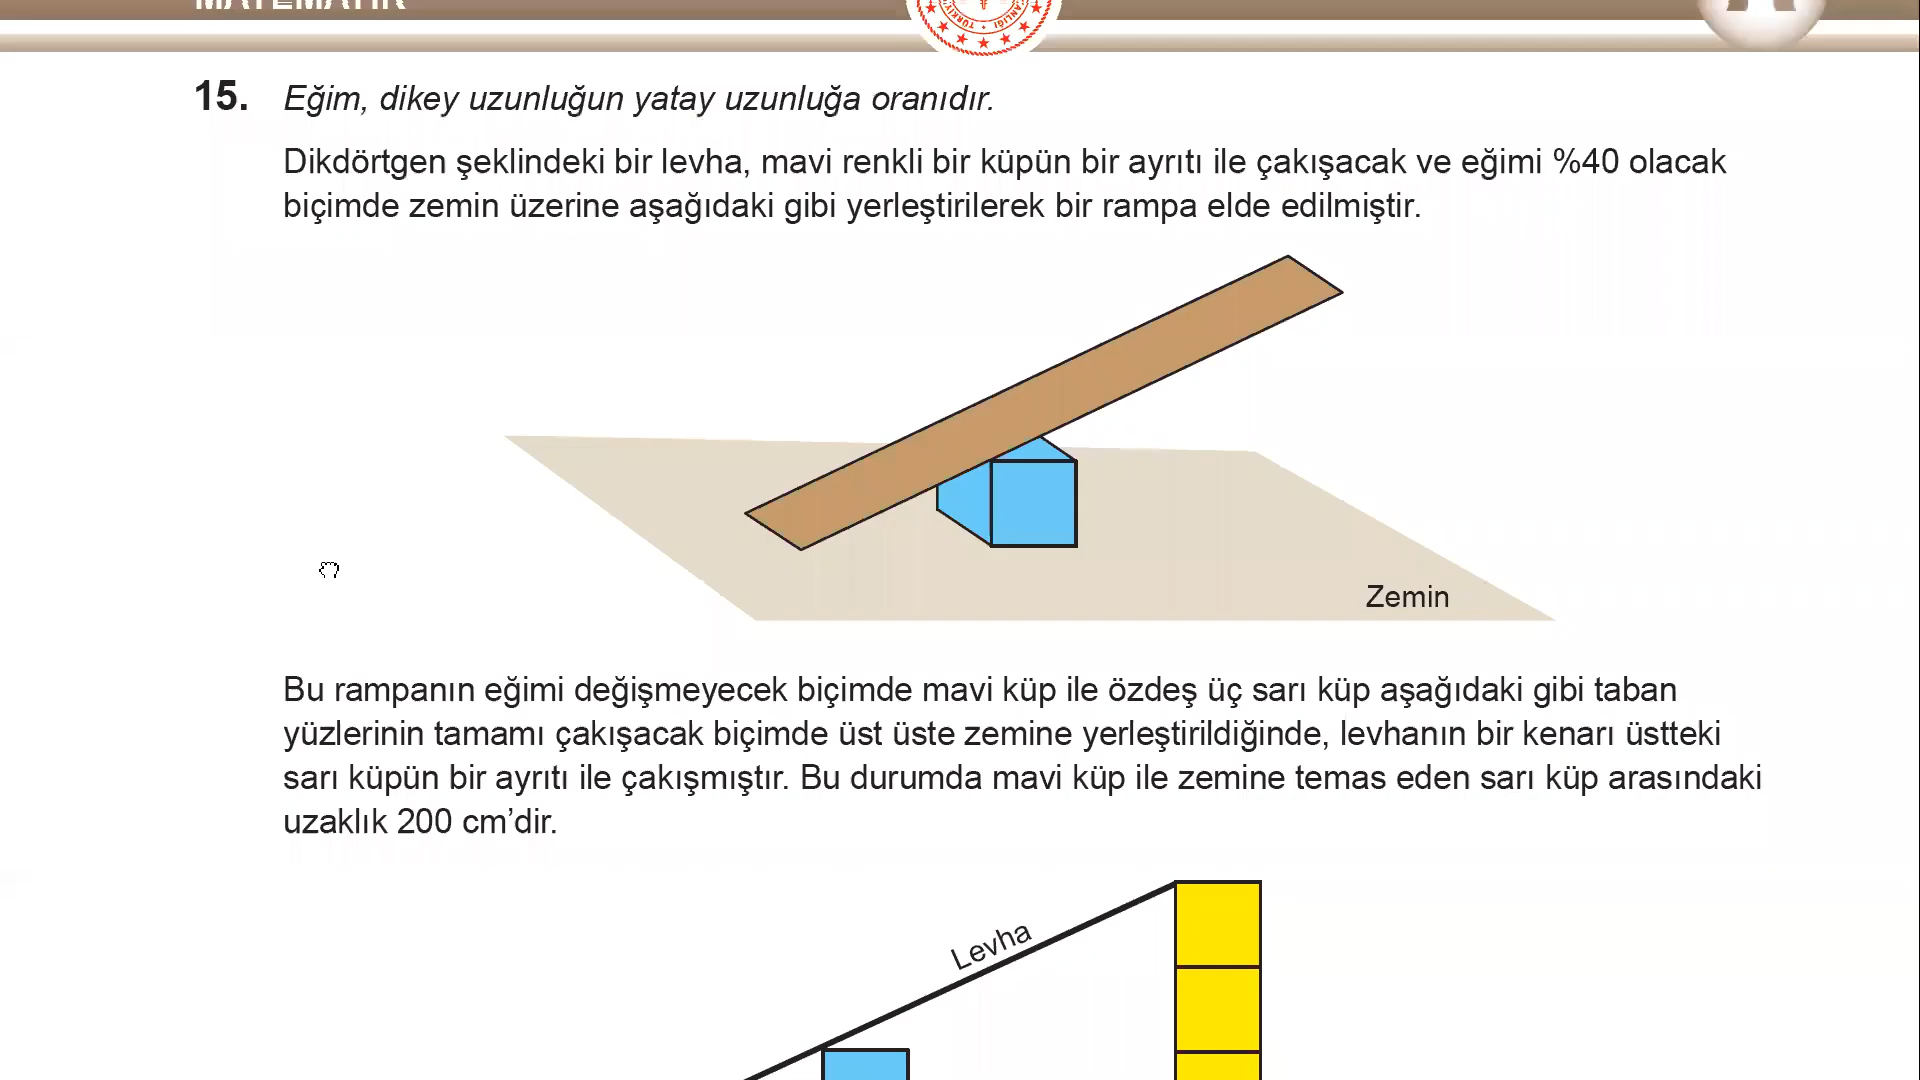 MATEMATİK
TÜRKİYE
15. Eğim, dikey uzunluğun yatay uzunluğa oranıdır.
Dikdörtgen şeklindeki bir levha, mavi renkli bir küpün bir ayrıtı ile çakışacak ve eğimi %40 olacak
biçimde zemin üzerine aşağıdaki gibi yerleştirilerek bir rampa elde edilmiştir.
Zemin
Bu rampanın eğimi değişmeyecek biçimde mavi küp ile özdeş üç sarı küp aşağıdaki gibi taban
yüzlerinin tamamı çakışacak biçimde üst üste zemine yerleştirildiğinde, levhanın bir kenarı üstteki
sarı küpün bir ayrıtı ile çakışmıştır. Bu durumda mavi küp ile zemine temas eden sarı küp arasındaki
uzaklık 200 cm’dir.
Levha